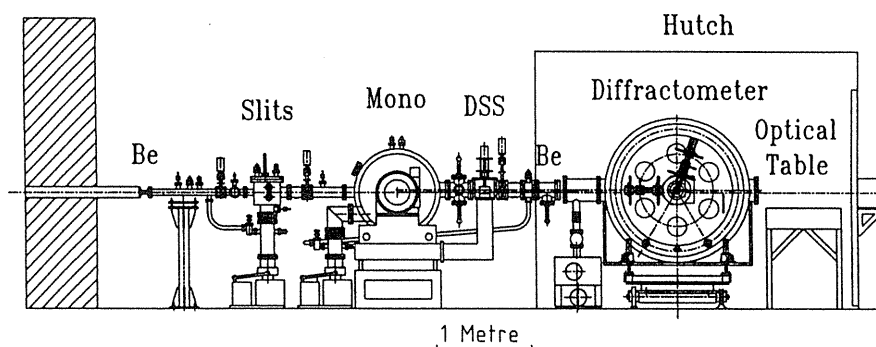 Hutch
Slits
Mono
DSS
Diffractometer
Be
Be
Optical
Table
1 Metre